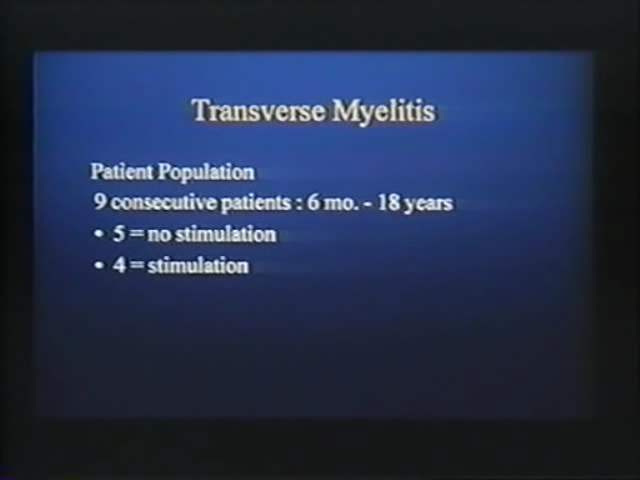 Transverse Myelitis
Patient Population
9 consecutive patients : 6 mo. - 18 years
• 5 = no stimulation
• 4 = stimulation